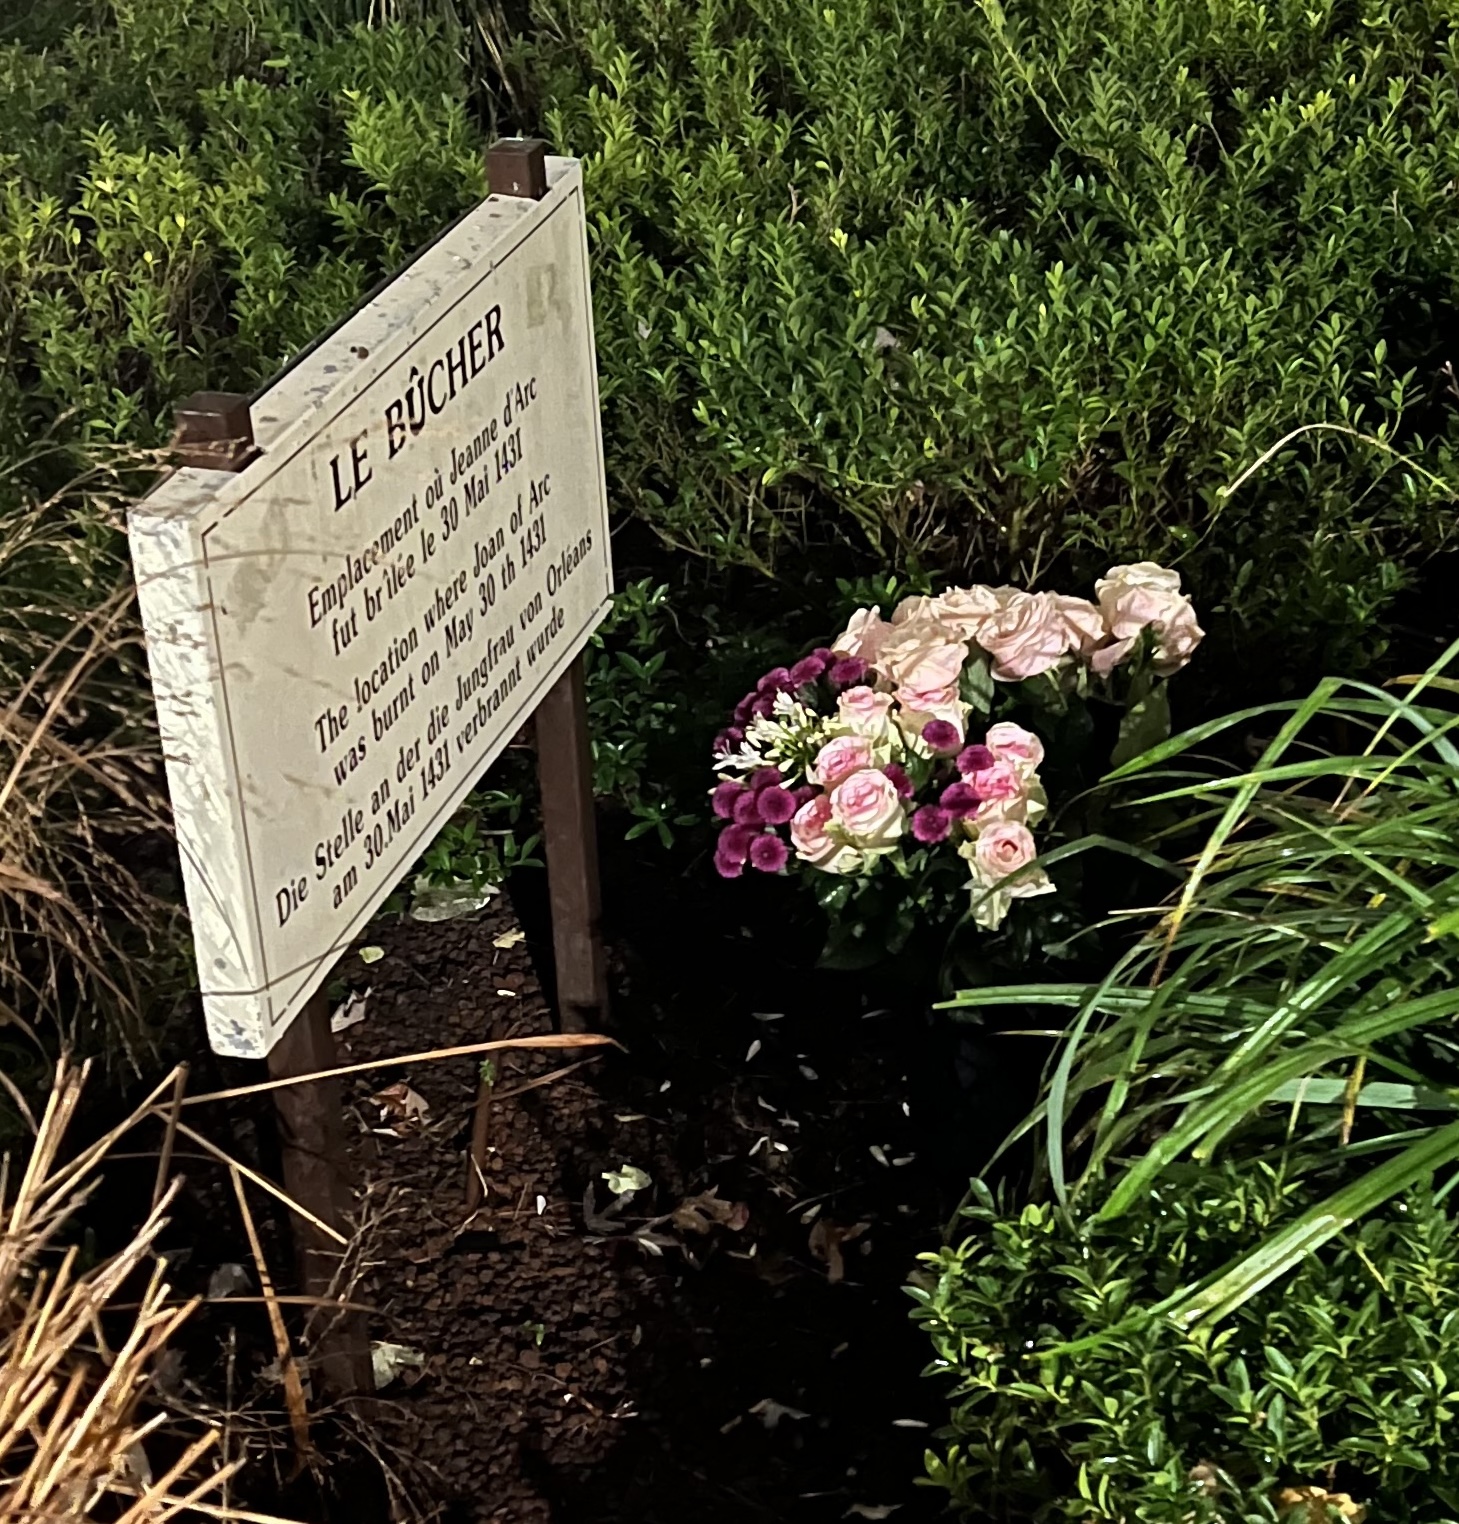 LE BÛCHER
Emplacement où Jeanne d'Arc
fut brîlée le 30 Mai 1431
The location where Joan of Arc
was burnt on May 30 th 1431
Die Stelle an der die Jungfrau von Orléans
am 30.Mai 1431 verbrannt wurde